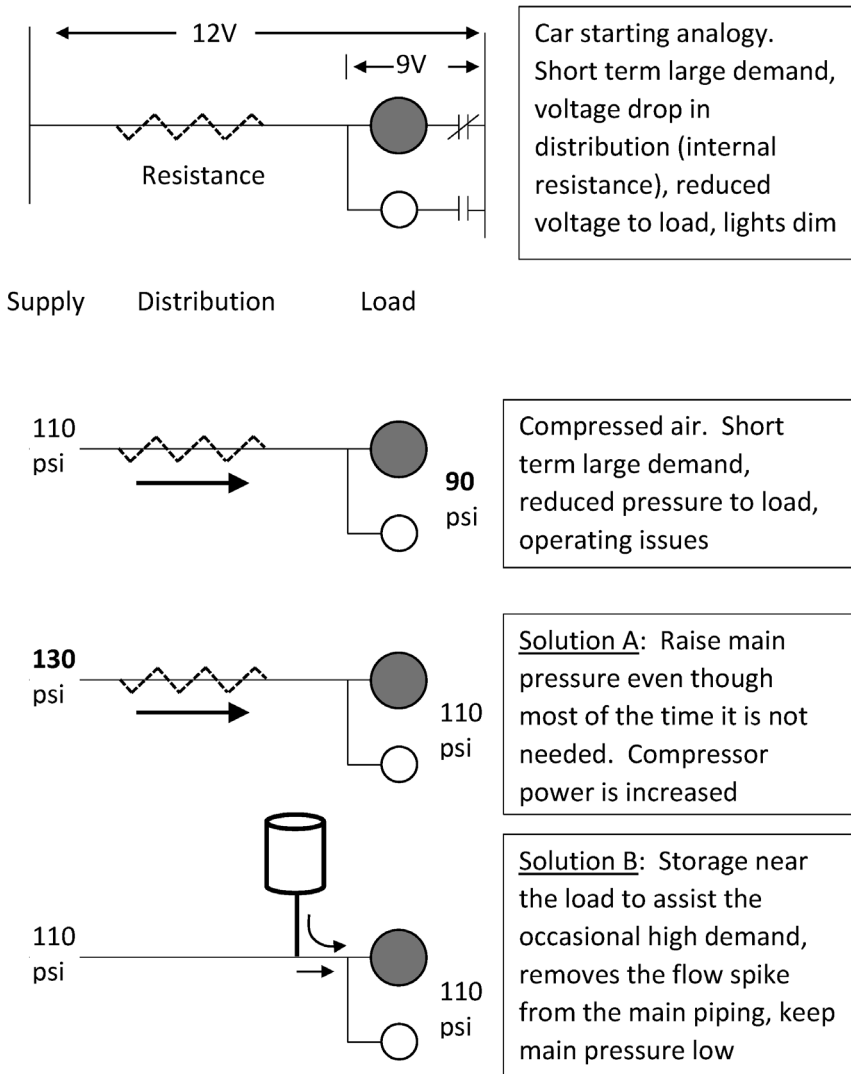 12V
9V
Resistance
Car starting analogy.
Short term large demand,
voltage drop in
distribution (internal
resistance), reduced
voltage to load, lights dim
Supply Distribution Load
110
psi
90
psi
Compressed air. Short
term large demand,
reduced pressure to load,
operating issues
130
psi
110
psi
Solution A: Raise main
pressure even though
most of the time it is not
needed. Compressor
power is increased
110
psi
110
psi
Solution B: Storage near
the load to assist the
occasional high demand,
removes the flow spike
from the main piping, keep
main pressure low